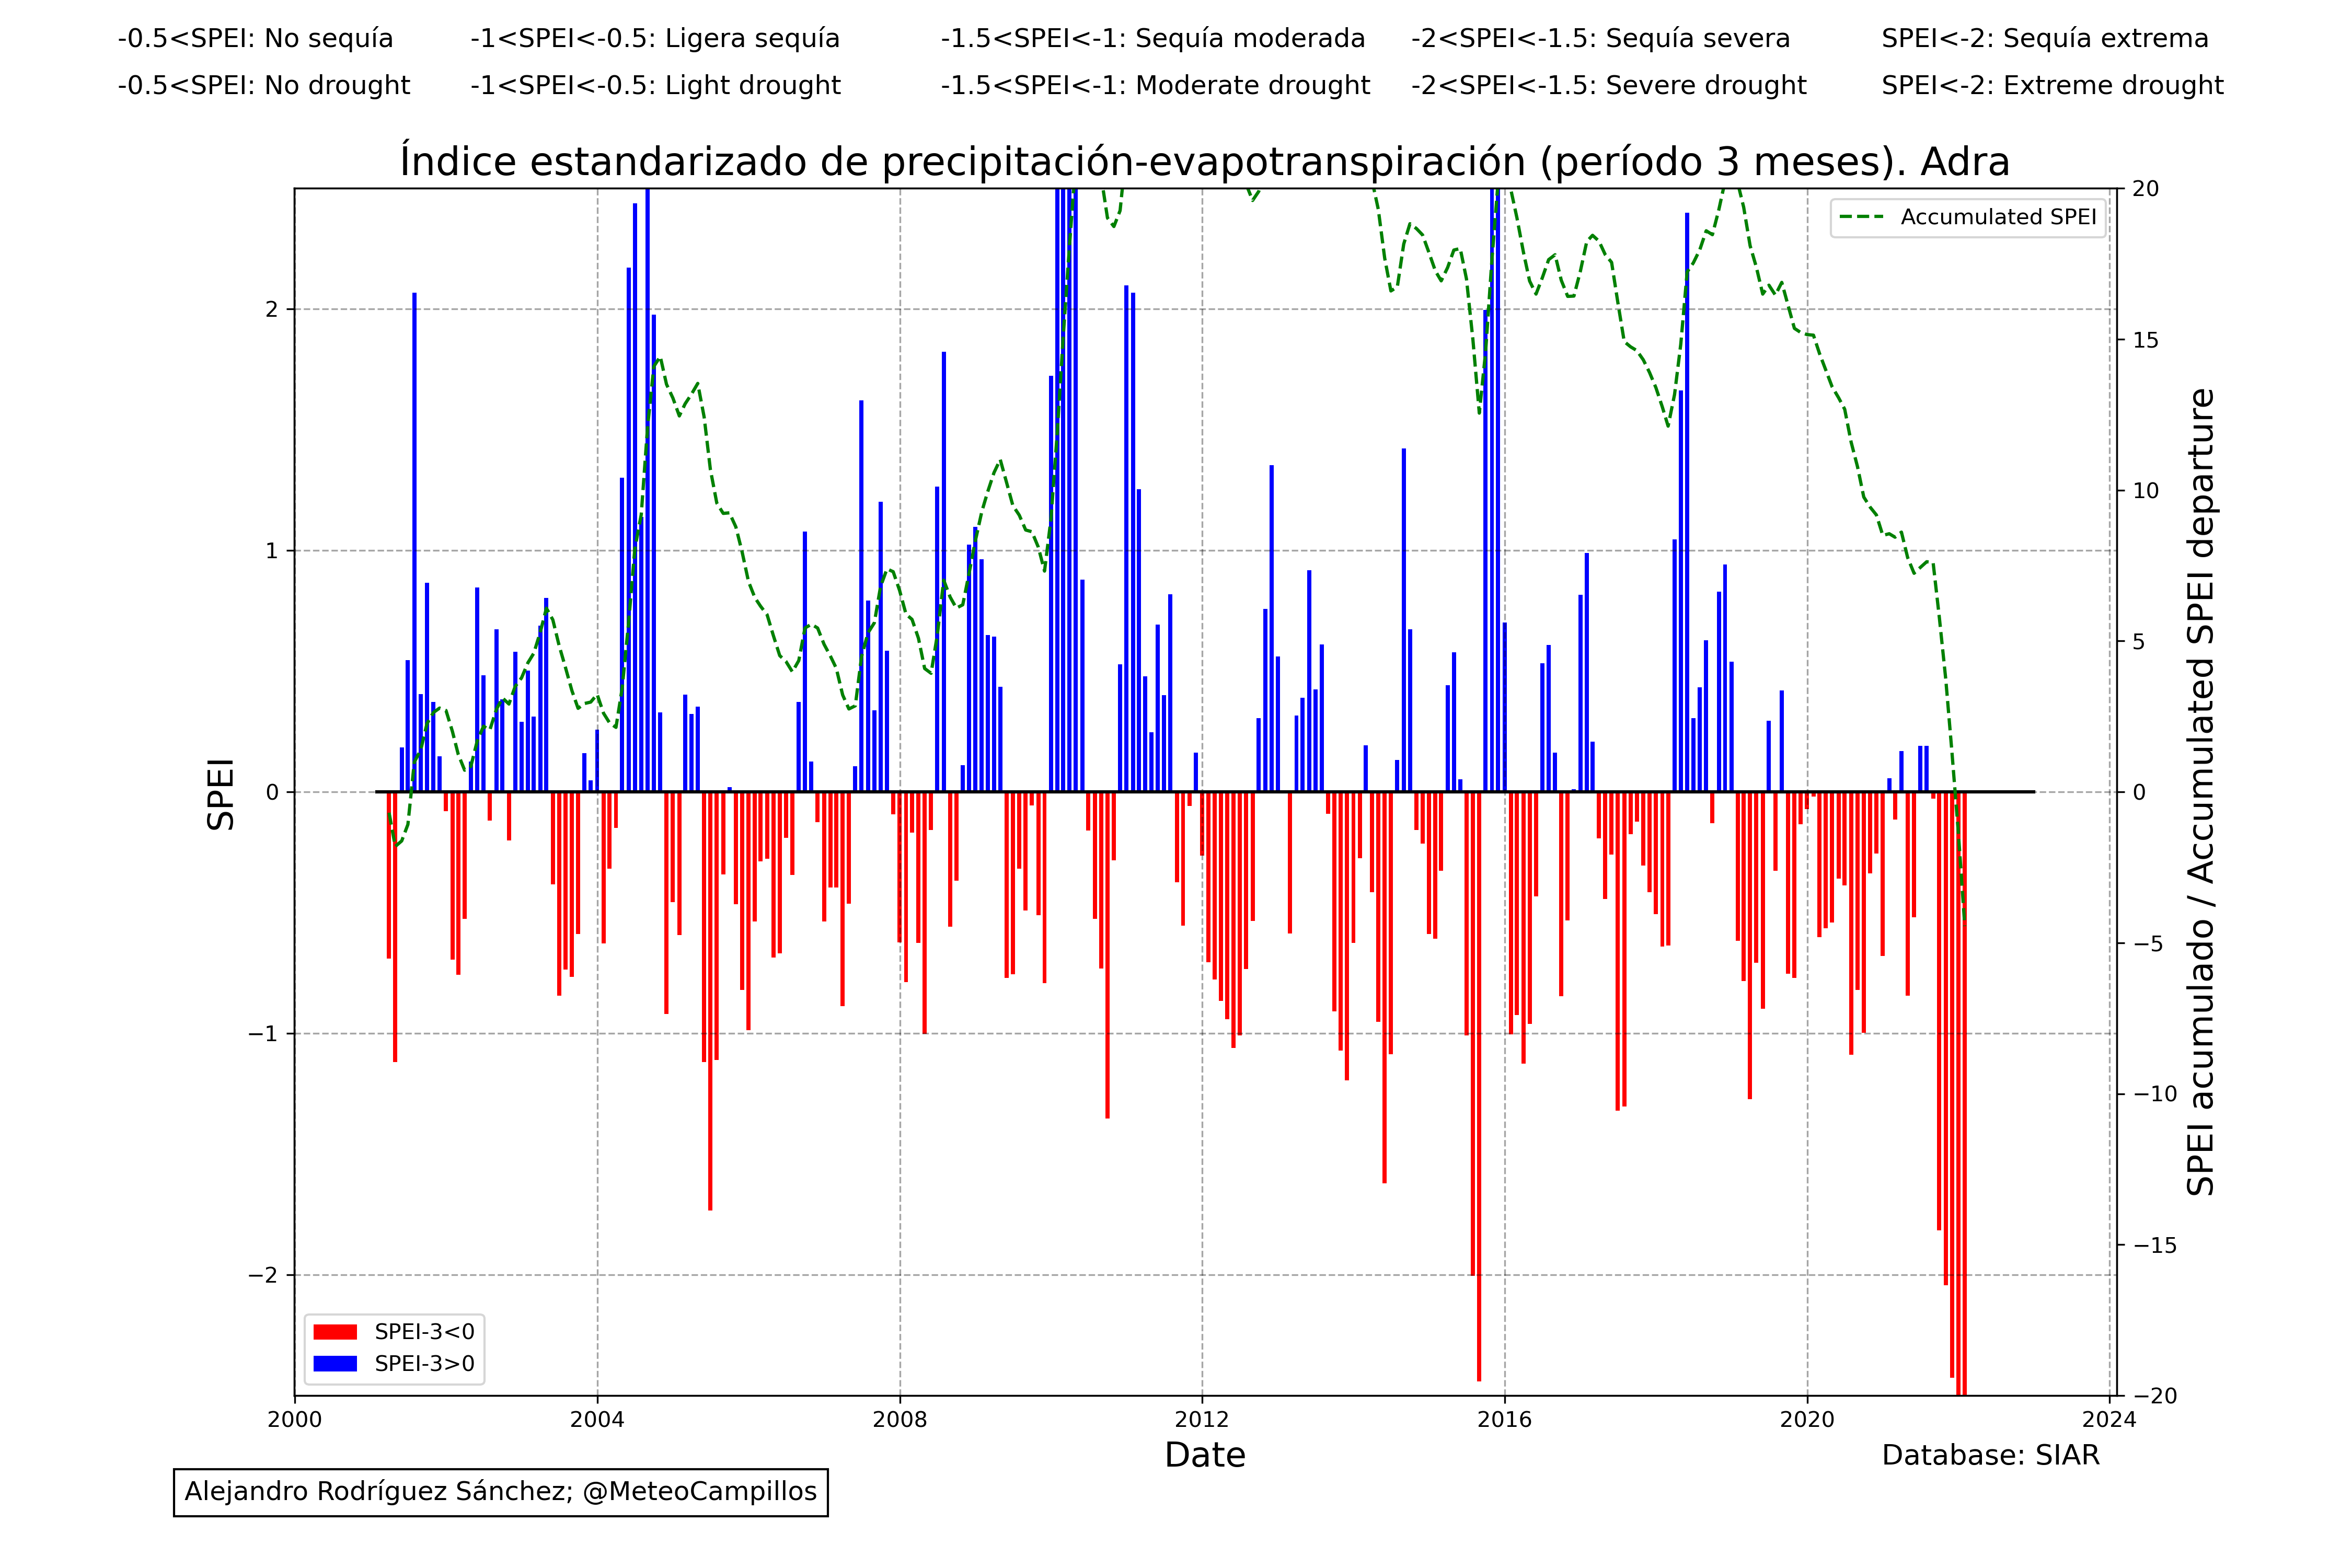 -0.5<SPEI: No sequía -1<SPEI<-0.5: Ligera sequía -1.5<SPEI<-1: Sequía moderada -2<SPEI<-1.5: Sequía severa SPEI<-2: Sequía extrema
-0.5<SPEI: No drought -1<SPEI<-0.5: Light drought -1.5<SPEI<-1: Moderate drought -2<SPEI<-1.5: Severe drought SPEI<-2: Extreme drought
Índice estandarizado de precipitación-evapotranspiración (período 3 meses). Adra
Accumulated SPEI
SPEI
2
1
0
−1
−2
20
15
10
5
0
−5
−10
−15
−20
SPEI acumulado / Accumulated SPEI departure
SPEI-3<0
SPEI-3>0
2000 2004 2008 2012 2016 2020 2024
Date
Database: SIAR
Alejandro Rodríguez Sánchez; @MeteoCampillos